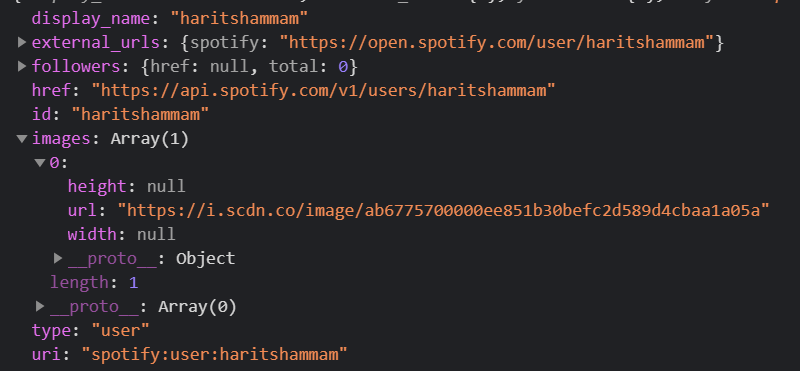 display_name: "haritshammam"
external_urls: {spotify: "https://open.spotify.com/user/haritshammam"}
followers: {href: null, total: 0}
href: "https://api.spotify.com/v1/users/haritshammam"
id: "haritshammam"
images: Array(1)
0:
height: null
url: "https://i.scdn.co/image/ab6775700000ee851b30befc2d589d4cbaa1a05a"
width: null
__proto__: Object
length: 1
__proto__: Array(0)
type: "user"
uri: "spotify:user:haritshammam"